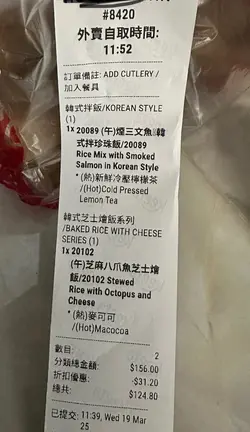 #8420
外賣自取時間:
11:52
訂單備註: ADD CUTLERY /
加入餐具
韓式拌飯/KOREAN STYLE
(1)
1x 20089 (午)煙三文魚韓
式拌珍珠飯/20089
Rice Mix with Smoked
Salmon in Korean Style
* (熱)新鮮冷壓檸檬茶
/(Hot)Cold Pressed
Lemon Tea
韓式芝士燴飯系列
/BAKED RICE WITH CHEESE
SERIES (1)
1x 20102
(午)芝麻八爪魚芝士燴
飯/20102 Stewed
Rice with Octopus and
Cheese
* (熱)麥可可
/(Hot)Macocoa
數目: 2
分類總金額: $156.00
折扣優惠: -$31.20
總共: $124.80
已提交: 11:39, Wed 19 Mar
25